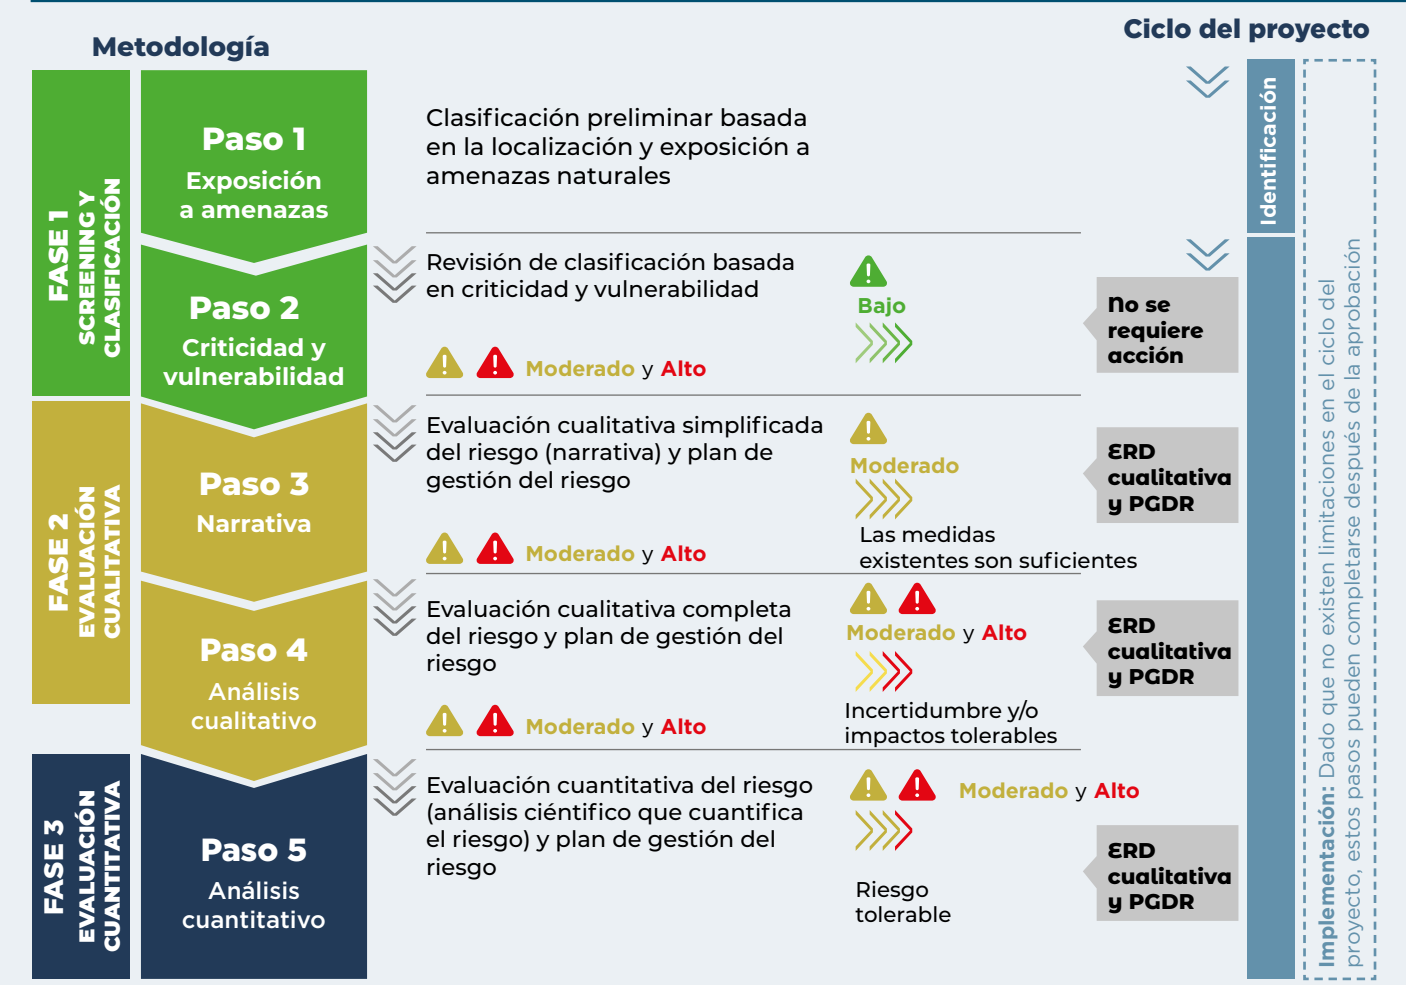 Metodología
Ciclo del proyecto
FASE 1
SCREENING Y
CLASIFICACIÓN
Paso 1
Exposición
a amenazas
Clasificación preliminar basada
en la localización y exposición a
amenazas naturales
Identificación
Paso 2
Criticidad y
vulnerabilidad
Revisión de clasificación basada
en criticidad y vulnerabilidad
Moderado y Alto
Bajo
No se
requiere
acción
FASE 2
EVALUACIÓN
CUALITATIVA
Paso 3
Narrativa
Evaluación cualitativa simplificada
del riesgo (narrativa) y plan de
gestión del riesgo
Moderado y Alto
Moderado
Las medidas
existentes son suficientes
ERD
cualitativa
y PGDR
Paso 4
Análisis
cualitativo
Evaluación cualitativa completa
del riesgo y plan de gestión del
riesgo
Moderado y Alto
Moderado y Alto
Incertidumbre y/o
impactos tolerables
ERD
cualitativa
y PGDR
FASE 3
EVALUACIÓN
CUANTITATIVA
Paso 5
Análisis
cuantitativo
Evaluación cuantitativa del riesgo
(análisis ciéntifico que cuantifica
el riesgo) y plan de gestión del
riesgo
Moderado y Alto
Riesgo
tolerable
ERD
cualitativa
y PGDR
Implementación: Dado que no existen limitaciones en el ciclo del
proyecto, estos pasos pueden completarse después de la aprobación